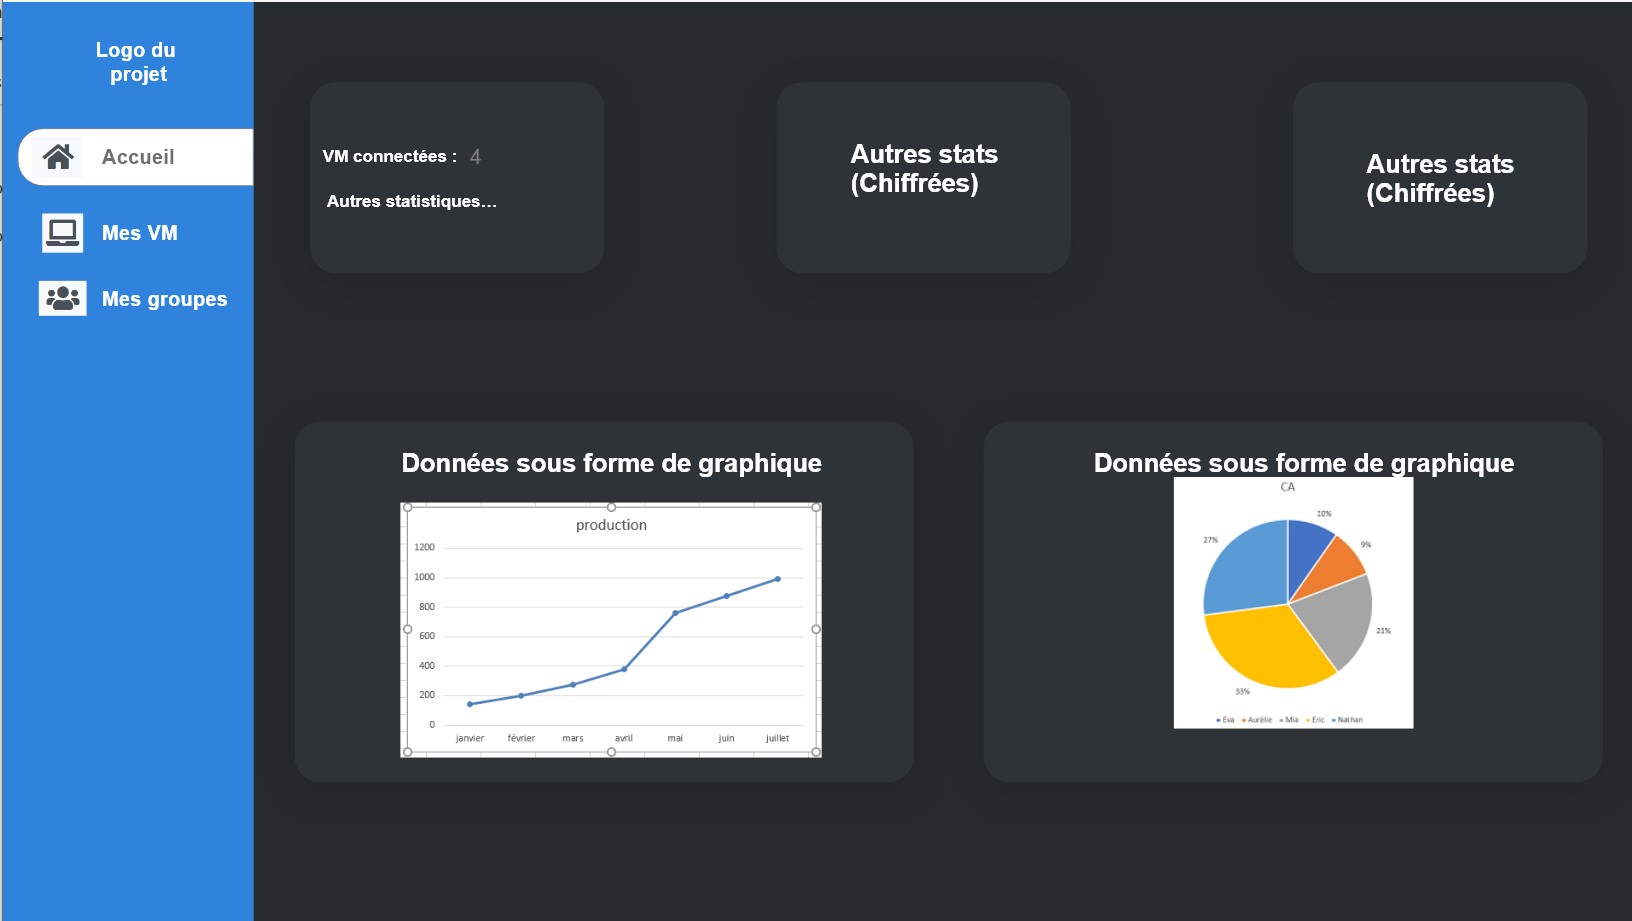 Logo du
projet
Accueil
Mes VM
Mes groupes
VM connectées : 4
Autres statistiques...
Autres stats
(Chiffrées)
Autres stats
(Chiffrées)
Données sous forme de graphique
production
1200
1000
800
600
400
200
0
janvier février mars avril mai juin juillet
Données sous forme de graphique
CA
10%
9%
21%
33%
27%
Eva Aurélie Mia Eric Nathan